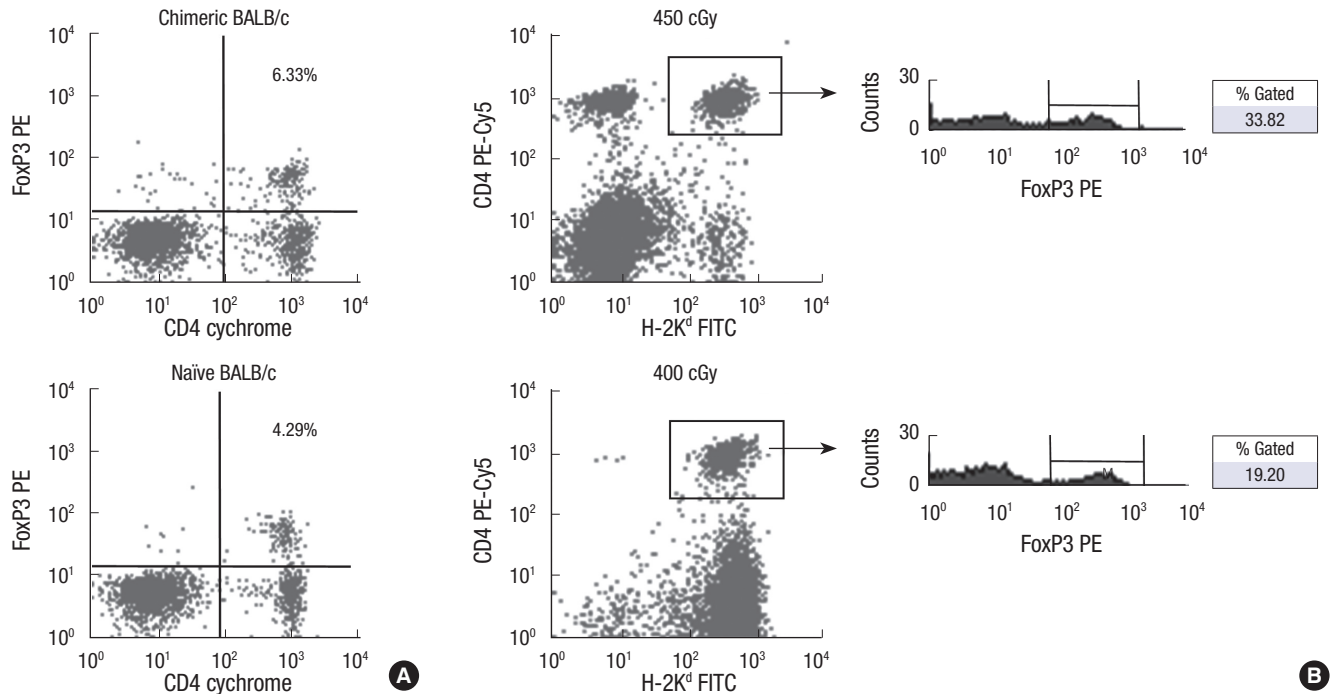 Chimeric BALB/c
10⁴
10³
10²
10¹
10⁰
FoxP3 PE
6.33%
10⁰ 10¹ 10² 10³ 10⁴
CD4 cychrome
450 cGy
10⁴
10³
10²
10¹
10⁰
CD4 PE-Cy5
10⁰ 10¹ 10² 10³ 10⁴
H-2Kᵈ FITC
30
0
Counts
10⁰ 10¹ 10² 10³ 10⁴
FoxP3 PE
% Gated
33.82
Naïve BALB/c
10⁴
10³
10²
10¹
10⁰
FoxP3 PE
4.29%
10⁰ 10¹ 10² 10³ 10⁴
CD4 cychrome
A
400 cGy
10⁴
10³
10²
10¹
10⁰
CD4 PE-Cy5
10⁰ 10¹ 10² 10³ 10⁴
H-2Kᵈ FITC
30
0
Counts
10⁰ 10¹ 10² 10³ 10⁴
FoxP3 PE
% Gated
19.20
B